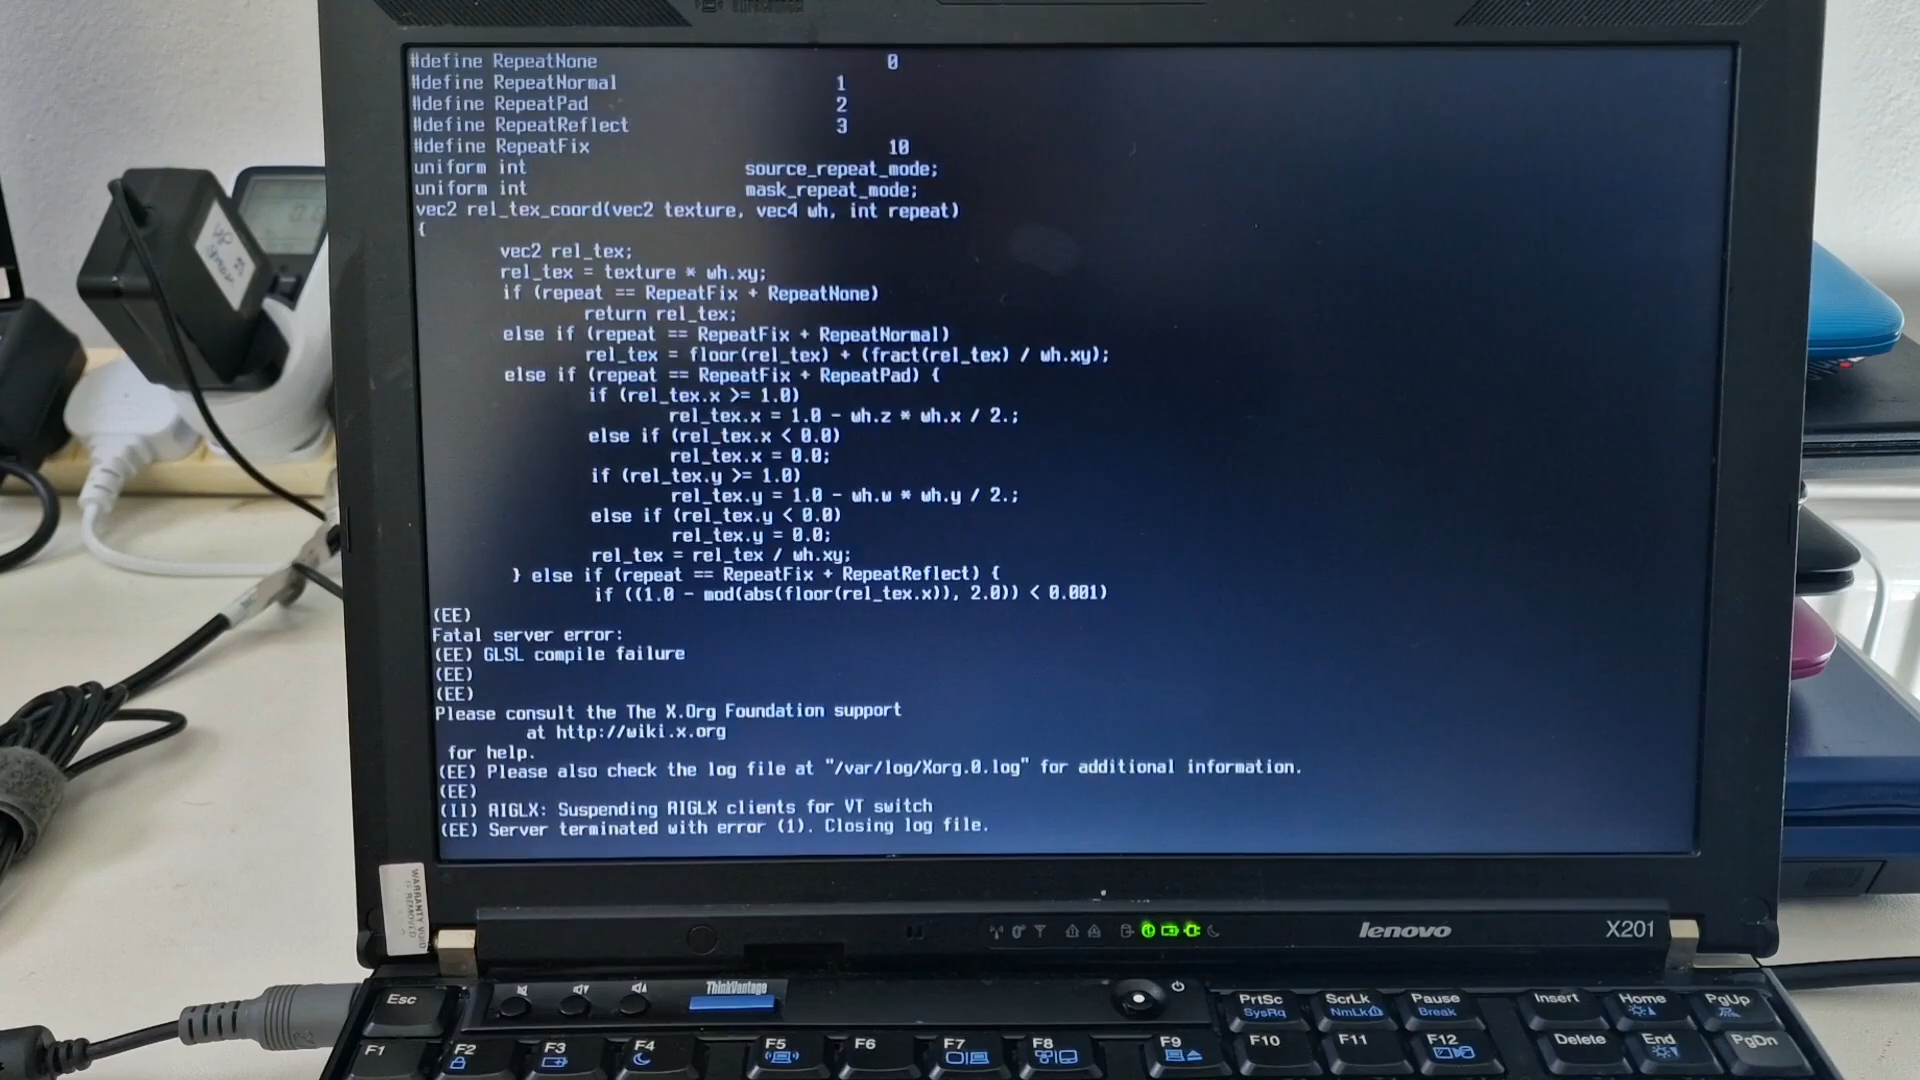 #define RepeatNone 0
#define RepeatNormal 1
#define RepeatPad 2
#define RepeatReflect 3
#define RepeatFix 10
uniform int source_repeat_mode;
uniform int mask_repeat_mode;
vec2 rel_tex_coord(vec2 texture, vec4 wh, int repeat)
{
vec2 rel_tex;
rel_tex = texture * wh.xy;
if (repeat == RepeatFix + RepeatNone)
return rel_tex;
else if (repeat == RepeatFix + RepeatNormal)
rel_tex = floor(rel_tex) + (fract(rel_tex) / wh.xy);
else if (repeat == RepeatFix + RepeatPad) {
if (rel_tex.x >= 1.0)
rel_tex.x = 1.0 - wh.z * wh.x / 2.;
else if (rel_tex.x < 0.0)
rel_tex.x = 0.0;
if (rel_tex.y >= 1.0)
rel_tex.y = 1.0 - wh.w * wh.y / 2.;
else if (rel_tex.y < 0.0)
rel_tex.y = 0.0;
rel_tex = rel_tex / wh.xy;
} else if (repeat == RepeatFix + RepeatReflect) {
if ((1.0 - mod(abs(floor(rel_tex.x)), 2.0)) < 0.001)
(EE)
Fatal server error:
(EE) GLSL compile failure
(EE)
(EE)
Please consult the The X.Org Foundation support
at http://wiki.x.org
for help.
(EE) Please also check the log file at "/var/log/Xorg.0.log" for additional information.
(EE)
(II) AIGLX: Suspending AIGLX clients for VT switch
(EE) Server terminated with error (1). Closing log file.
WARRANTY VOID
IF REMOVED
lenovo X201
ThinkVantage
Esc
PrtSc
SysRq
ScrLk
NmLk
Pause
Break
Insert
Home
PgUp
F1
F2
F3
F4
F5
F6
F7
F8
F9
F10
F11
F12
Delete
End
PgDn